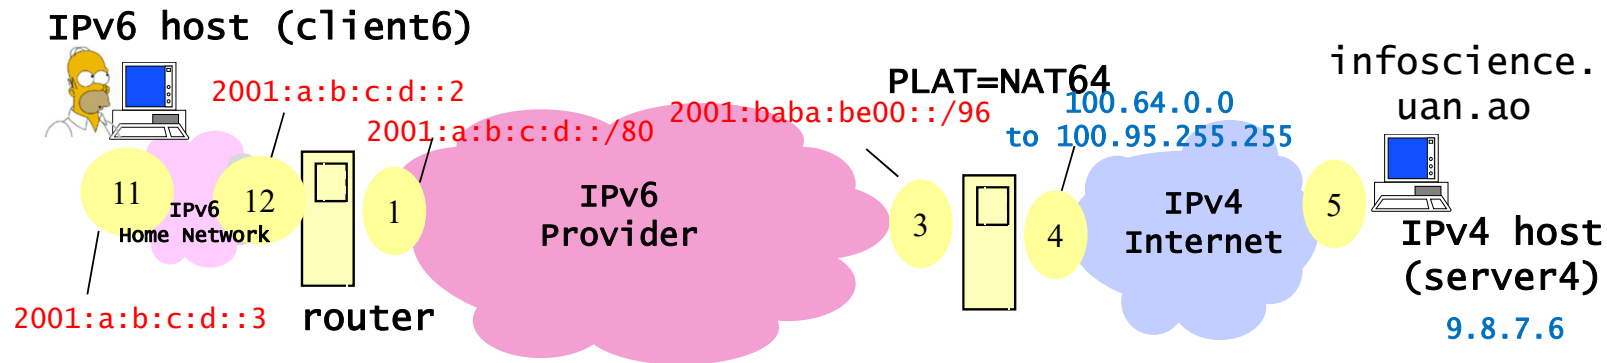 IPv6 host (client6)
infoscience.
uan.ao
PLAT=NAT64
2001:a:b:c:d::2
2001:a:b:c:d::/80
2001:baba:be00::/96
100.64.0.0
to 100.95.255.255
11
12
1
3
4
5
IPv6
Home Network
IPv6
Provider
IPv4
Internet
IPv4 host
(server4)
9.8.7.6
2001:a:b:c:d::3
router